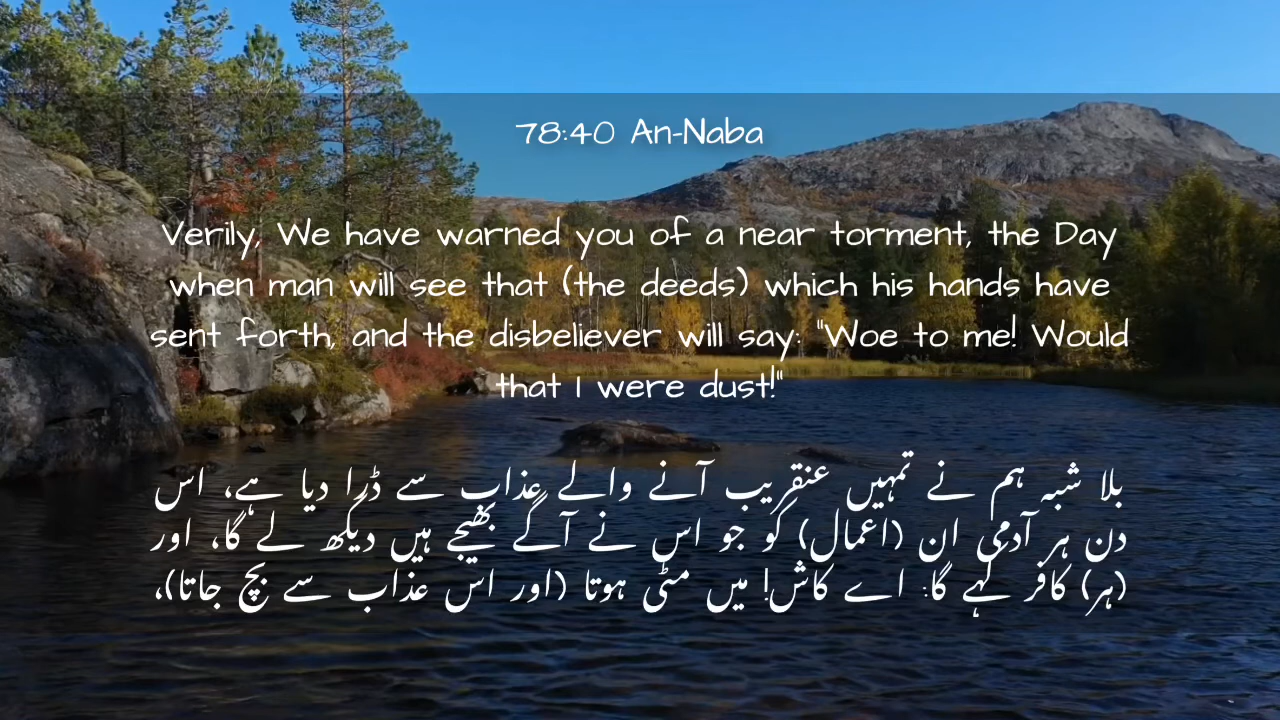 78:40 An-Naba
Verily, We have warned you of a near torment, the Day
when man will see that (the deeds) which his hands have
sent forth, and the disbeliever will say: "Woe to me! Would
that I were dust!"
بلا شبہ ہم نے تمہیں عنقریب آنے والے عذاب سے ڈرا دیا ہے، اس
دن ہر آدمی ان (اعمال) کو جو اس نے آگے بھیجے ہیں دیکھ لے گا، اور
(ہر) کافر کہے گا: اے کاش! میں مٹی ہوتا (اور اس عذاب سے بچ جاتا)،